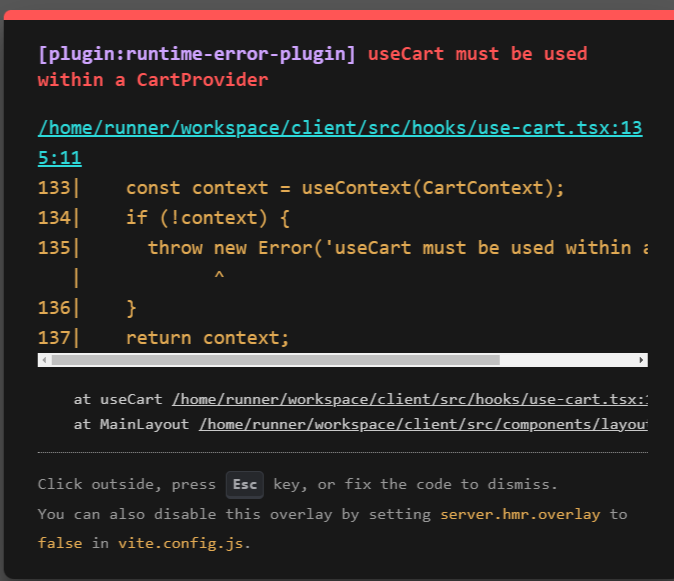 [plugin:runtime-error-plugin] useCart must be used
within a CartProvider
/home/runner/workspace/client/src/hooks/use-cart.tsx:13
5:11
133|    const context = useContext(CartContext);
134|    if (!context) {
135|      throw new Error('useCart must be used within a
   |            ^
136|    }
137|    return context;
at useCart /home/runner/workspace/client/src/hooks/use-cart.tsx:1
at MainLayout /home/runner/workspace/client/src/components/layou
Click outside, press Esc key, or fix the code to dismiss.
You can also disable this overlay by setting server.hmr.overlay to
false in vite.config.js.